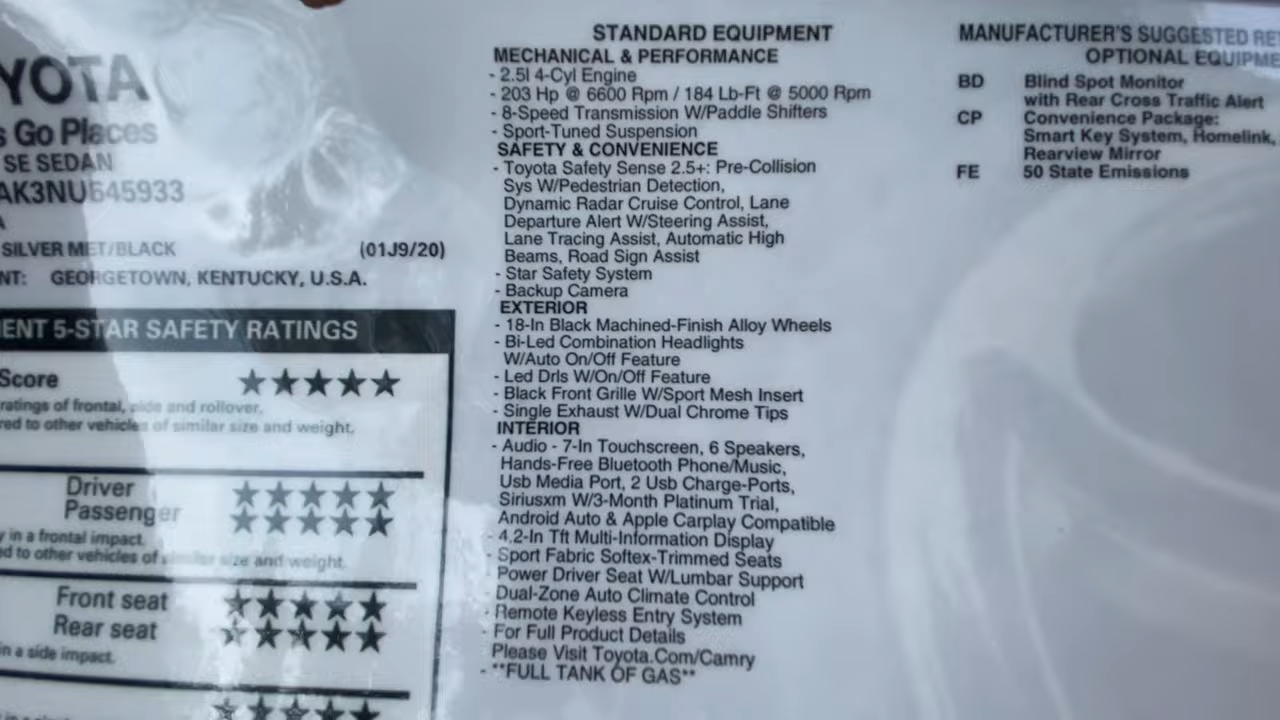 YOTA
s Go Places
SE SEDAN
AK3NU645933
A
SILVER MET/BLACK (01J9/20)
NT: GEORGETOWN, KENTUCKY, U.S.A.
ENT 5-STAR SAFETY RATINGS
Score ★★★★★
ratings of frontal, side and rollover.
red to other vehicles of similar size and weight.
Driver ★★★★★
Passenger ★★★★★
y in a frontal impact.
ed to other vehicles of similar size and weight.
Front seat ★★★★★
Rear seat ★★★★★
in a side impact.
★★★★★
STANDARD EQUIPMENT
MECHANICAL & PERFORMANCE
- 2.5l 4-Cyl Engine
- 203 Hp @ 6600 Rpm / 184 Lb-Ft @ 5000 Rpm
- 8-Speed Transmission W/Paddle Shifters
- Sport-Tuned Suspension
SAFETY & CONVENIENCE
- Toyota Safety Sense 2.5+: Pre-Collision
Sys W/Pedestrian Detection,
Dynamic Radar Cruise Control, Lane
Departure Alert W/Steering Assist,
Lane Tracing Assist, Automatic High
Beams, Road Sign Assist
- Star Safety System
- Backup Camera
EXTERIOR
- 18-In Black Machined-Finish Alloy Wheels
- Bi-Led Combination Headlights
W/Auto On/Off Feature
- Led Drls W/On/Off Feature
- Black Front Grille W/Sport Mesh Insert
- Single Exhaust W/Dual Chrome Tips
INTERIOR
- Audio - 7-In Touchscreen, 6 Speakers,
Hands-Free Bluetooth Phone/Music,
Usb Media Port, 2 Usb Charge-Ports,
Siriusxm W/3-Month Platinum Trial,
Android Auto & Apple Carplay Compatible
- 4.2-In Tft Multi-Information Display
- Sport Fabric Softex-Trimmed Seats
- Power Driver Seat W/Lumbar Support
- Dual-Zone Auto Climate Control
- Remote Keyless Entry System
- For Full Product Details
Please Visit Toyota.Com/Camry
- **FULL TANK OF GAS**
MANUFACTURER'S SUGGESTED RET
OPTIONAL EQUIPME
BD Blind Spot Monitor
with Rear Cross Traffic Alert
CP Convenience Package:
Smart Key System, Homelink,
Rearview Mirror
FE 50 State Emissions